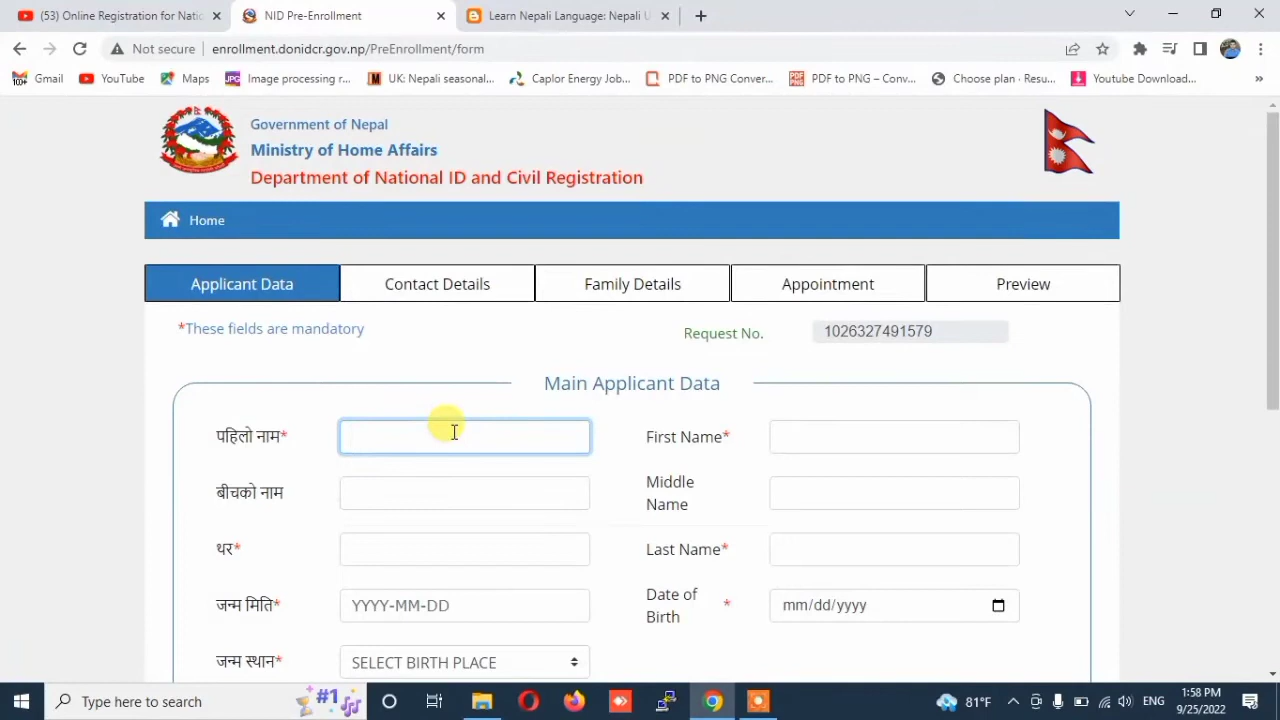 (53) Online Registration for Natio
NID Pre-Enrollment
Learn Nepali Language: Nepali U
Not secure
enrollment.donidcr.gov.np/PreEnrollment/form
Gmail
YouTube
Maps
Image processing r...
UK: Nepali seasonal...
Caplor Energy Job...
PDF to PNG Conver...
PDF to PNG – Conv...
Choose plan · Resu...
Youtube Download...
Government of Nepal
Ministry of Home Affairs
Department of National ID and Civil Registration
Home
Applicant Data
Contact Details
Family Details
Appointment
Preview
*These fields are mandatory
Request No.
1026327491579
Main Applicant Data
पहिलो नाम*
First Name*
बीचको नाम
Middle
Name
थर*
Last Name*
जन्म मिति*
YYYY-MM-DD
Date of
Birth *
mm/dd/yyyy
जन्म स्थान*
SELECT BIRTH PLACE
Type here to search
#1
81°F
ENG
1:58 PM
9/25/2022